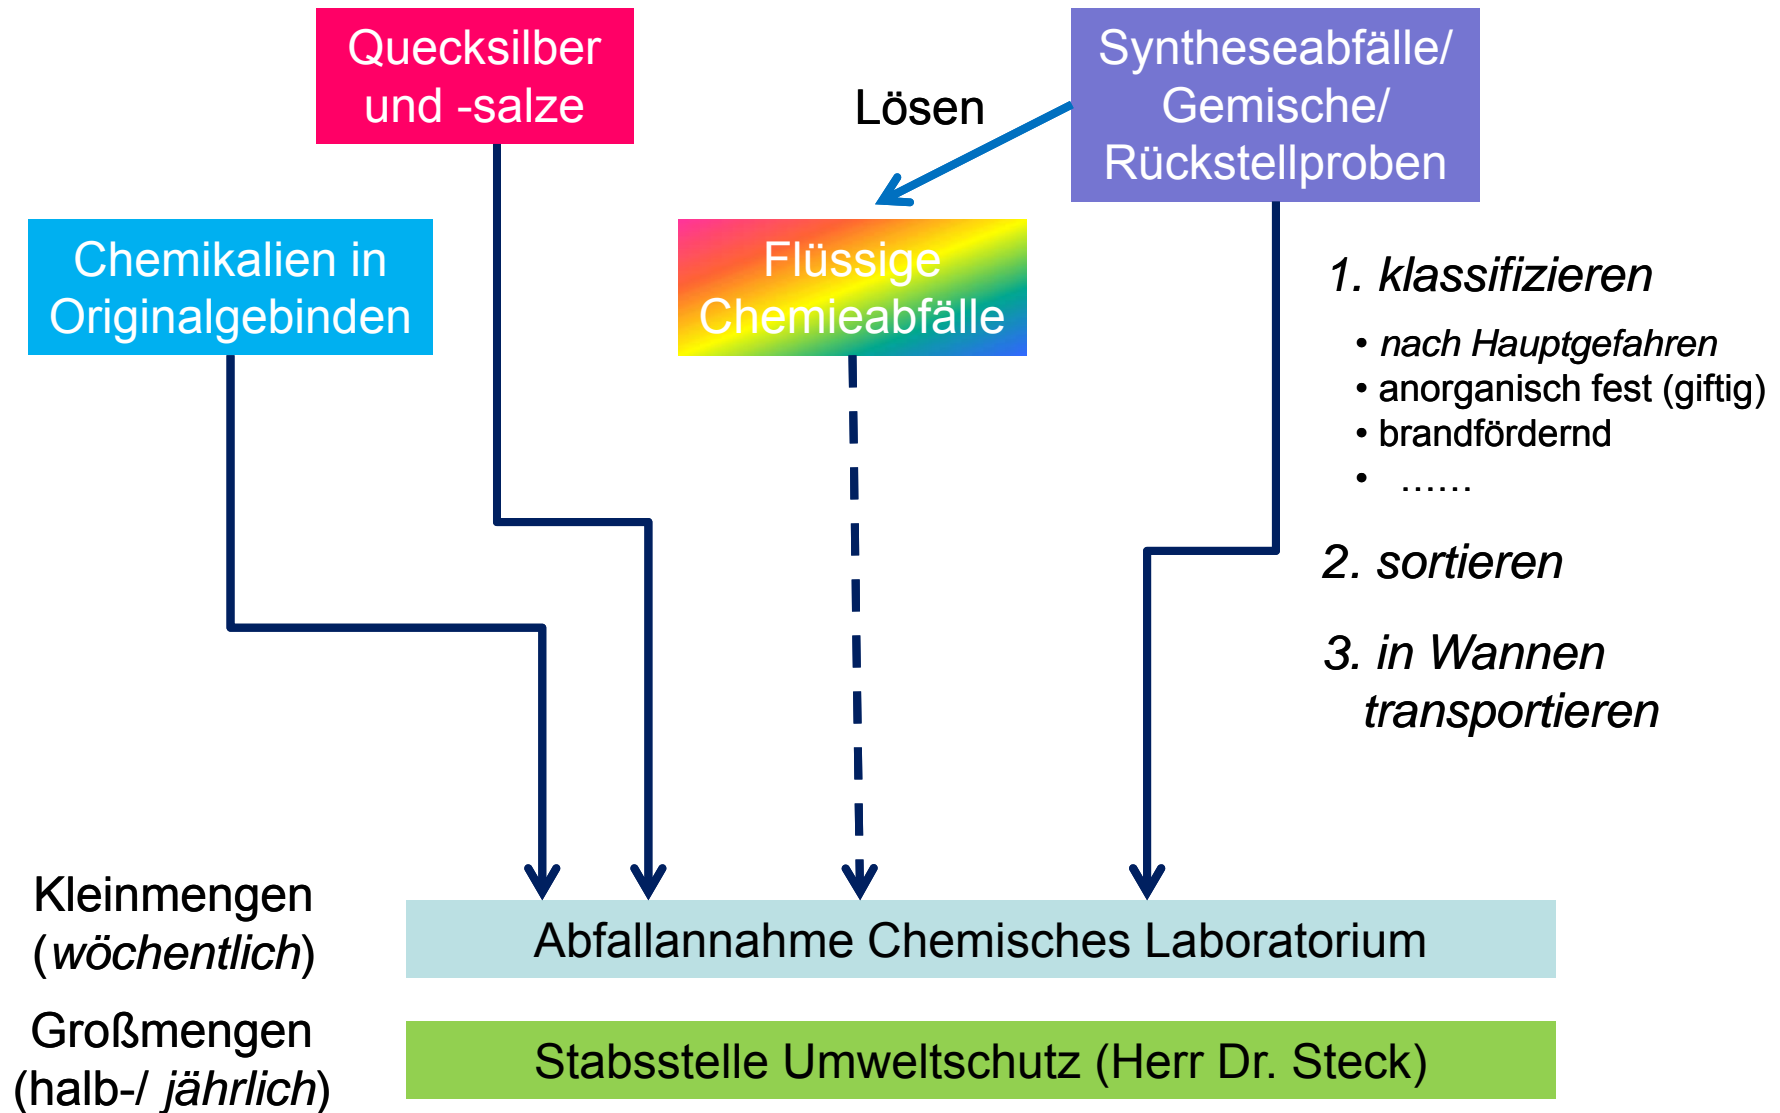 Quecksilber
und -salze
Lösen
Syntheseabfälle/
Gemische/
Rückstellproben
Chemikalien in
Originalgebinden
Flüssige
Chemieabfälle
1. klassifizieren
• nach Hauptgefahren
• anorganisch fest (giftig)
• brandfördernd
• ......
2. sortieren
3. in Wannen
transportieren
Kleinmengen
(wöchentlich)
Abfallannahme Chemisches Laboratorium
Großmengen
(halb-/ jährlich)
Stabsstelle Umweltschutz (Herr Dr. Steck)